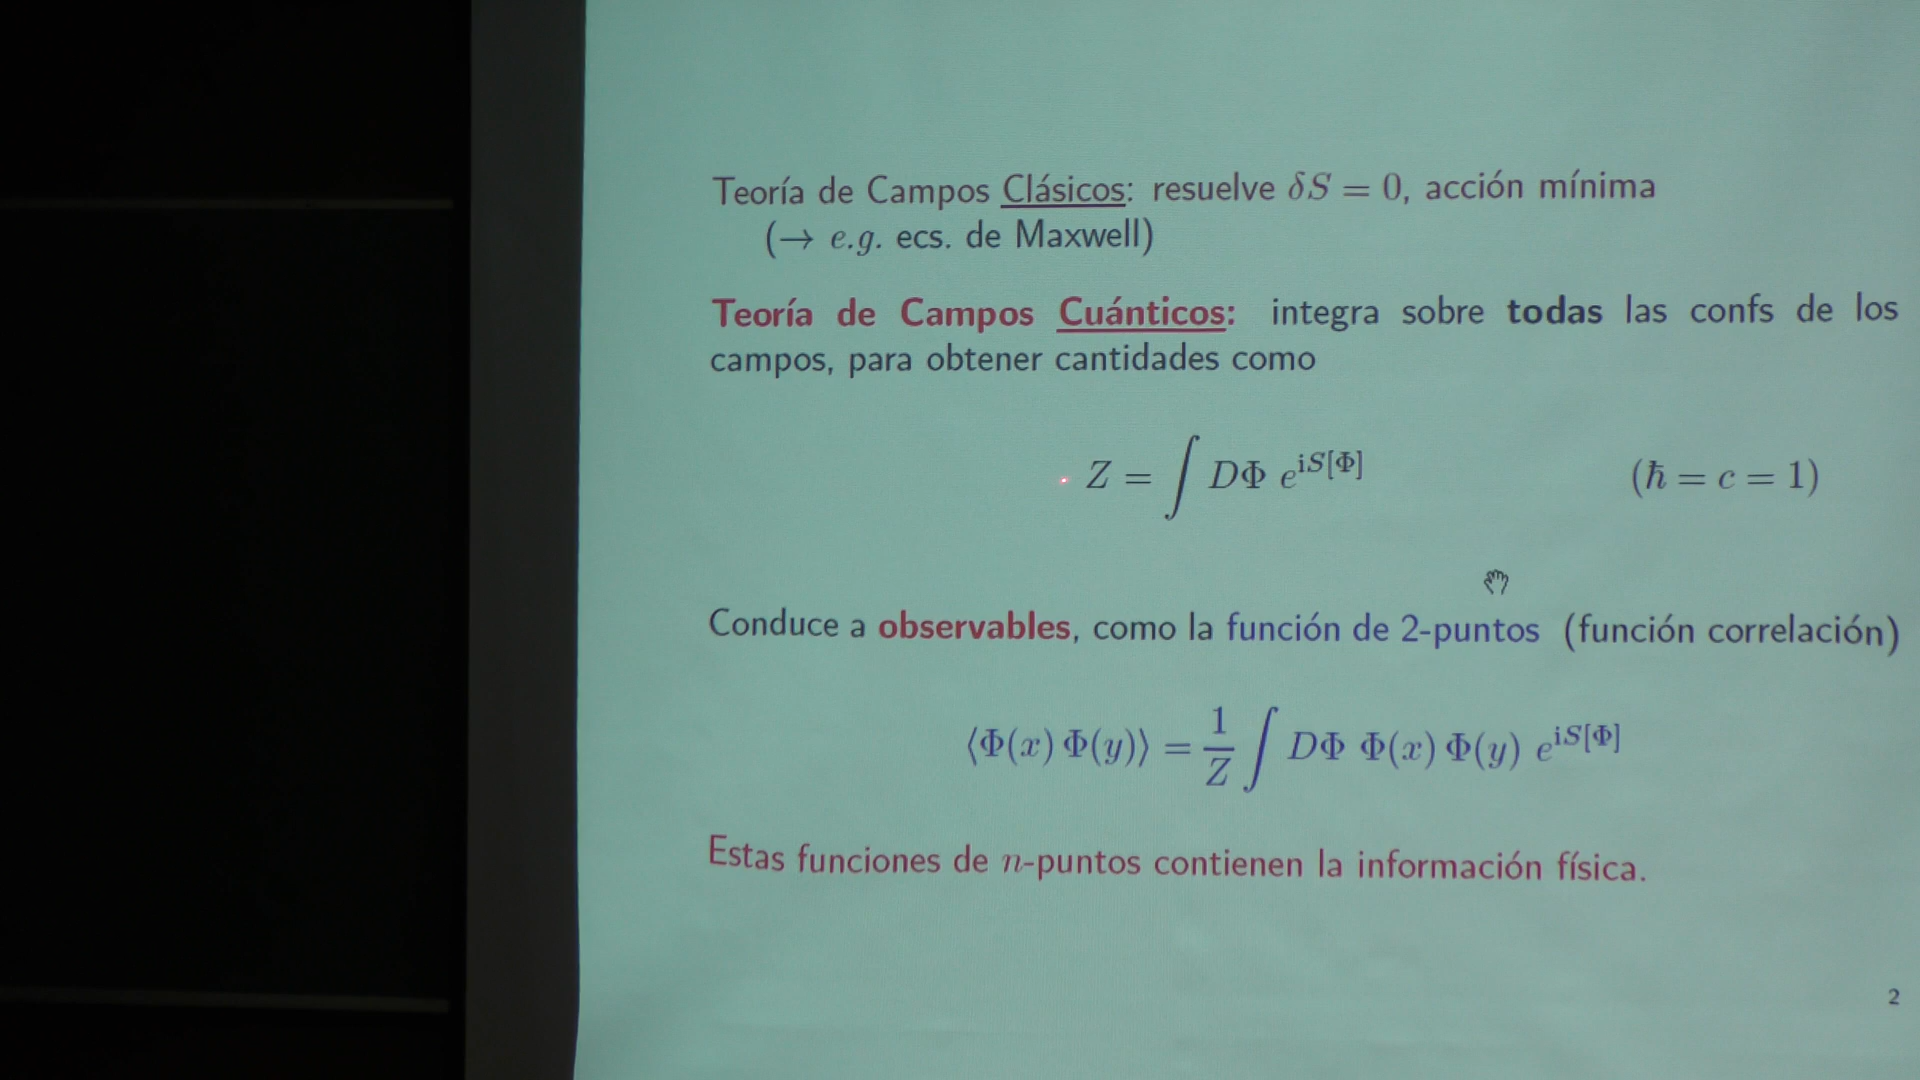 Teoría de Campos Clásicos: resuelve δS = 0, acción mínima
(→ e.g. ecs. de Maxwell)
Teoría de Campos Cuánticos: integra sobre todas las confs de los
campos, para obtener cantidades como
Z = ∫ DΦ e^{iS[Φ]} (ħ = c = 1)
Conduce a observables, como la función de 2-puntos (función correlación)
⟨Φ(x) Φ(y)⟩ = \frac{1}{Z} ∫ DΦ Φ(x) Φ(y) e^{iS[Φ]}
Estas funciones de n-puntos contienen la información física.
2